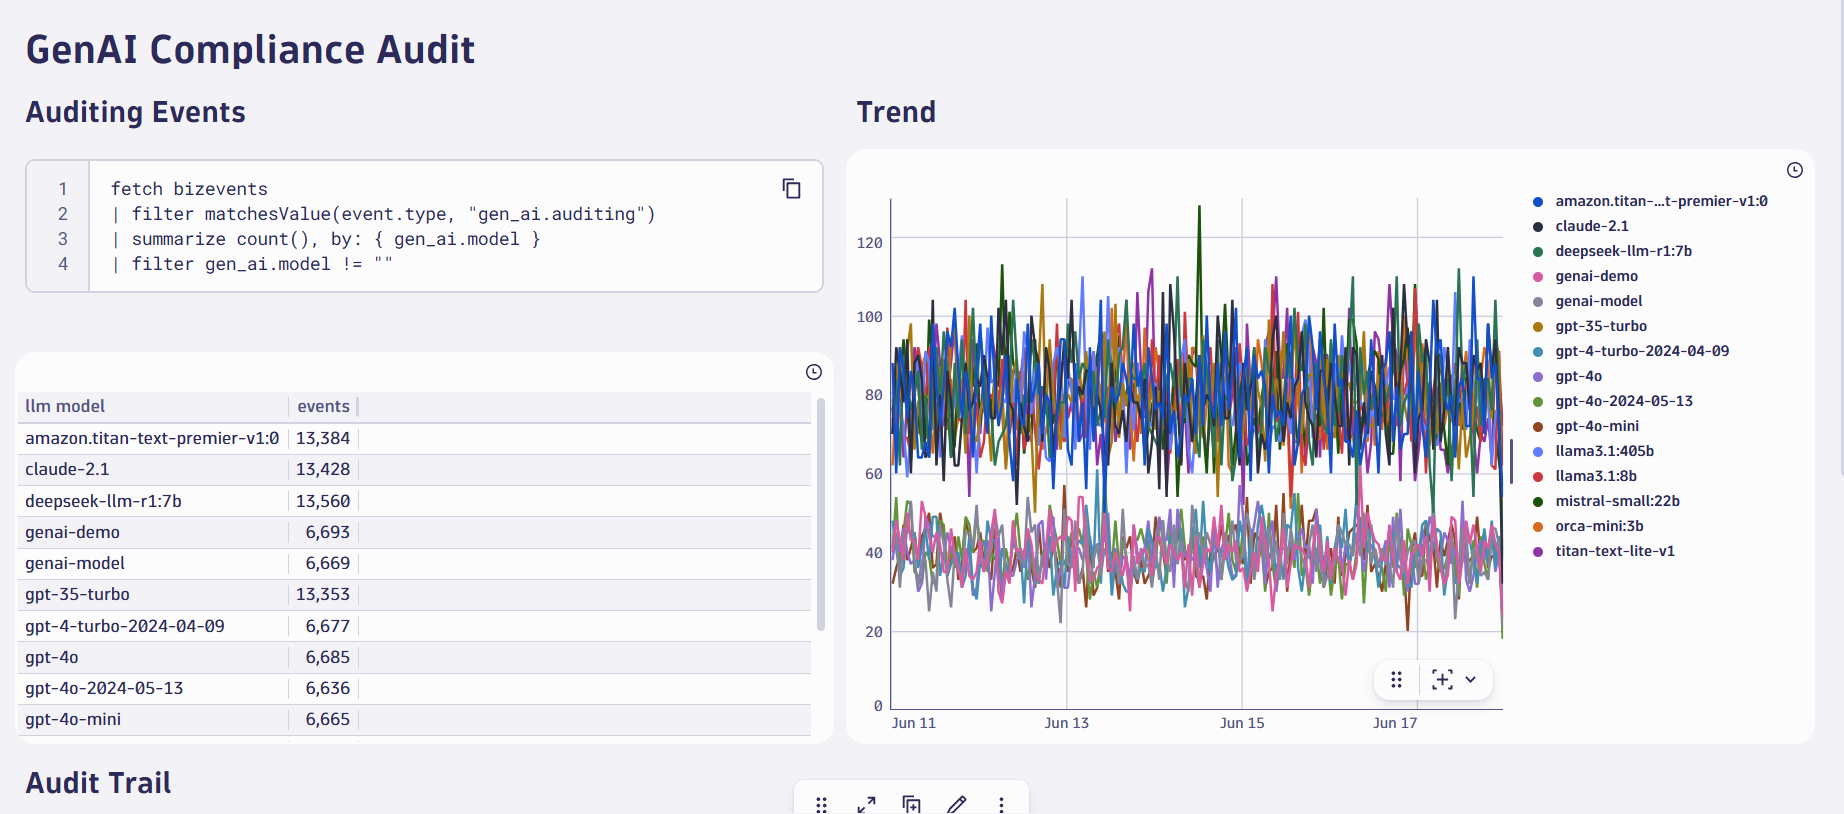 GenAI Compliance Audit
Auditing Events
1 fetch bizevents
2 | filter matchesValue(event.type, "gen_ai.auditing")
3 | summarize count(), by: { gen_ai.model }
4 | filter gen_ai.model != ""
llm model events
amazon.titan-text-premier-v1:0 13,384
claude-2.1 13,428
deepseek-llm-r1:7b 13,560
genai-demo 6,693
genai-model 6,669
gpt-35-turbo 13,353
gpt-4-turbo-2024-04-09 6,677
gpt-4o 6,685
gpt-4o-2024-05-13 6,636
gpt-4o-mini 6,665
Trend
120
100
80
60
40
20
0
Jun 11 Jun 13 Jun 15 Jun 17
amazon.titan-...t-premier-v1:0
claude-2.1
deepseek-llm-r1:7b
genai-demo
genai-model
gpt-35-turbo
gpt-4-turbo-2024-04-09
gpt-4o
gpt-4o-2024-05-13
gpt-4o-mini
llama3.1:405b
llama3.1:8b
mistral-small:22b
orca-mini:3b
titan-text-lite-v1
Audit Trail